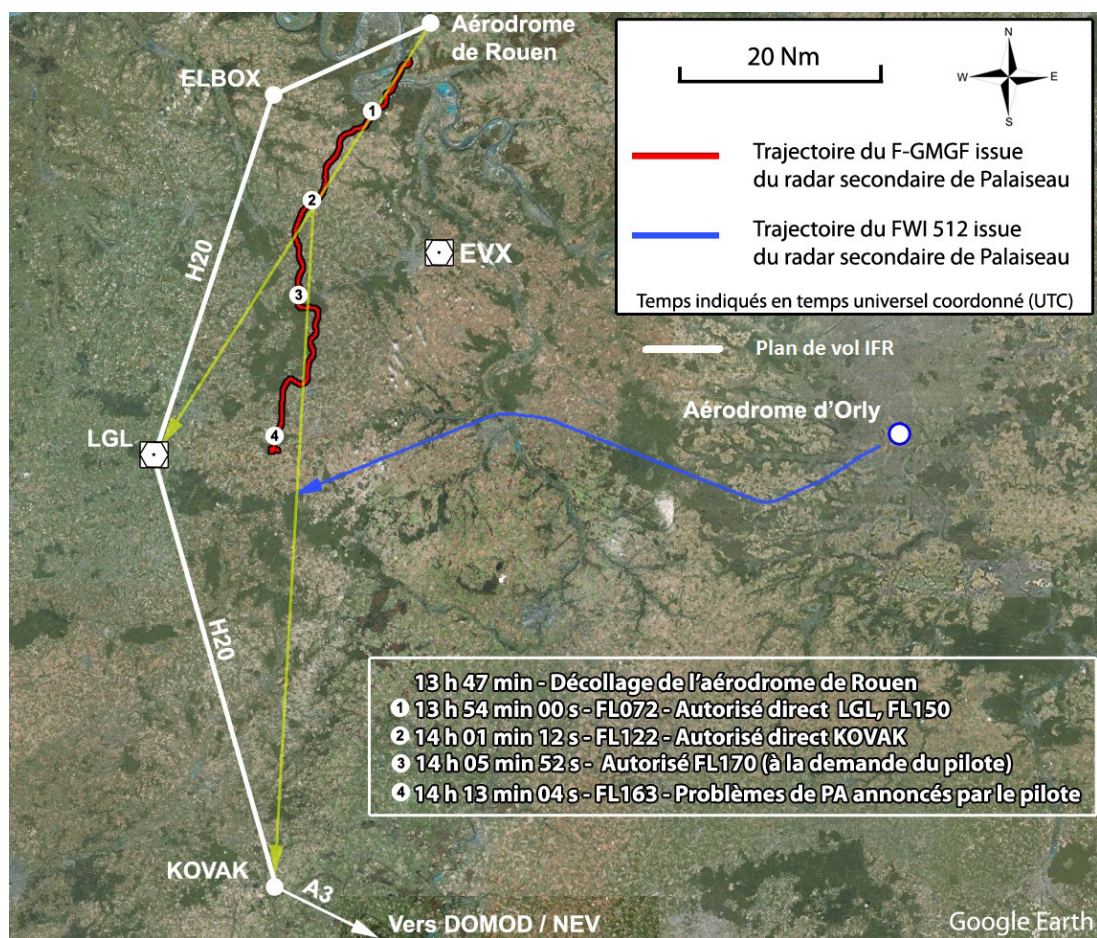 Aérodrome
de Rouen
ELBOX
20 Nm
N
W
E
S
Trajectoire du F-GMGF issue
du radar secondaire de Palaiseau
Trajectoire du FWI 512 issue
du radar secondaire de Palaiseau
Temps indiqués en temps universel coordonné (UTC)
1
2
EVX
H20
3
Plan de vol IFR
Aérodrome d'Orly
4
LGL
H20
13 h 47 min - Décollage de l'aérodrome de Rouen
1 13 h 54 min 00 s - FL072 - Autorisé direct LGL, FL150
2 14 h 01 min 12 s - FL122 - Autorisé direct KOVAK
3 14 h 05 min 52 s - Autorisé FL170 (à la demande du pilote)
4 14 h 13 min 04 s - FL163 - Problèmes de PA annoncés par le pilote
KOVAK
A3
Vers DOMOD / NEV
Google Earth